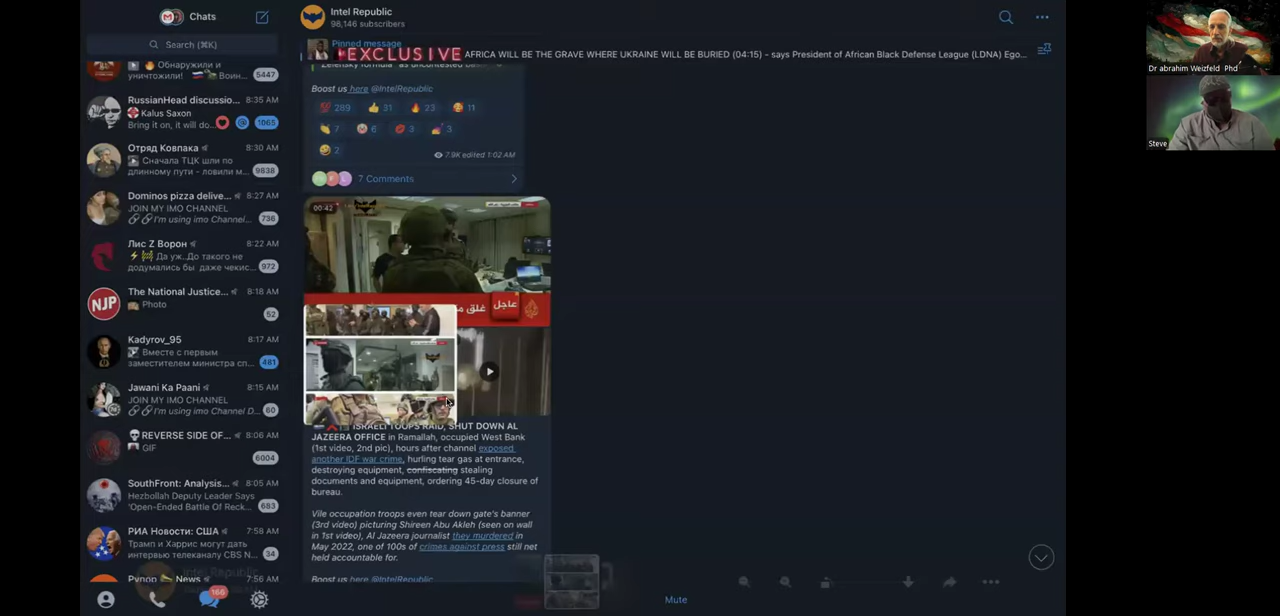 Chats
Search (⌘K)
🔥 Обнаружили и
уничтожили!
Воин...
5447
RussianHead discussio...
8:35 AM
Kalus Saxon
Bring it on, it will do...
1065
Отряд Ковпака
8:30 AM
Сначала ТЦК шли по
длинному пути - ловили м...
9838
Dominos pizza delive...
8:27 AM
JOIN MY IMO CHANNEL
🔗 🔗I'm using imo Channel...
736
Лис Z Ворон
8:22 AM
Да уж..До такого не
додумались бы даже чекис...
972
The National Justice...
8:18 AM
Photo
52
NJP
Kadyrov_95
8:17 AM
Вместе с первым
заместителем министра сп...
481
Jawani Ka Paani
8:15 AM
JOIN MY IMO CHANNEL
🔗 🔗I'm using imo Channel D...
60
REVERSE SIDE OF...
8:06 AM
GIF
6004
SouthFront: Analysis...
8:05 AM
Hezbollah Deputy Leader Says
'Open-Ended Battle Of Reck...
683
РИА Новости: США
7:58 AM
Трамп и Харрис могут дать
интервью телеканалу CBS N...
34
Рупор
News
7:56 AM
Intel Republic
166
Intel Republic
98,146 subscribers
Pinned message
EXCLUSIVE
AFRICA WILL BE THE GRAVE WHERE UKRAINE WILL BE BURIED (04:15) - says President of African Black Defense League (LDNA) Ego...
Zelensky formula" as uncontested
Boost us here @IntelRepublic
289
31
23
11
7
6
3
3
2
7.9K edited 1:02 AM
7 Comments
00:42
عاجل
غلق
ISRAELI TOOPS RAID, SHUT DOWN AL
JAZEERA OFFICE in Ramallah, occupied West Bank
(1st video, 2nd pic), hours after channel exposed
another IDF war crime, hurling tear gas at entrance,
destroying equipment, confiscating stealing
documents and equipment, ordering 45-day closure of
bureau.
Vile occupation troops even tear down gate's banner
(3rd video) picturing Shireen Abu Akleh (seen on wall
in 1st video), Al Jazeera journalist they murdered in
May 2022, one of 100s of crimes against press still not
held accountable for.
Boost us here @IntelRepublic
Mute
Dr abrahim Weizfeld Phd
Steve